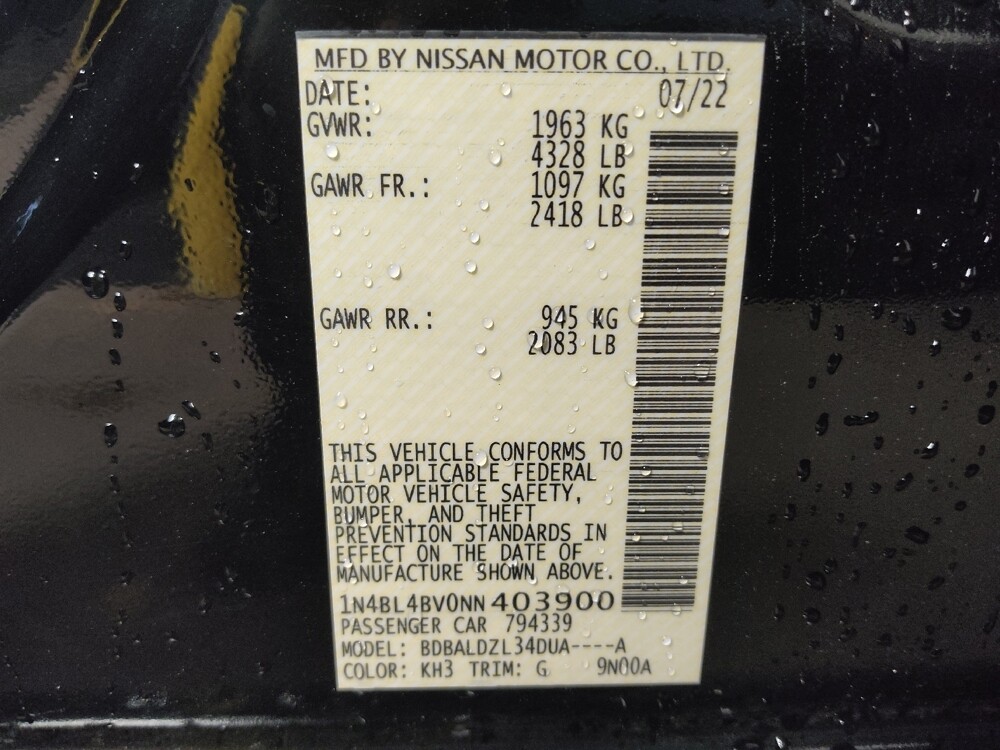 MFD BY NISSAN MOTOR CO., LTD.
DATE: 07/22
GVWR: 1963 KG
4328 LB
GAWR FR.: 1097 KG
2418 LB
GAWR RR.: 945 KG
2083 LB
THIS VEHICLE CONFORMS TO
ALL APPLICABLE FEDERAL
MOTOR VEHICLE SAFETY,
BUMPER, AND THEFT
PREVENTION STANDARDS IN
EFFECT ON THE DATE OF
MANUFACTURE SHOWN ABOVE.
1N4BL4BV0NN403900
PASSENGER CAR 794339
MODEL: BDBALDZL34DUA----A
COLOR: KH3 TRIM: G 9N00A